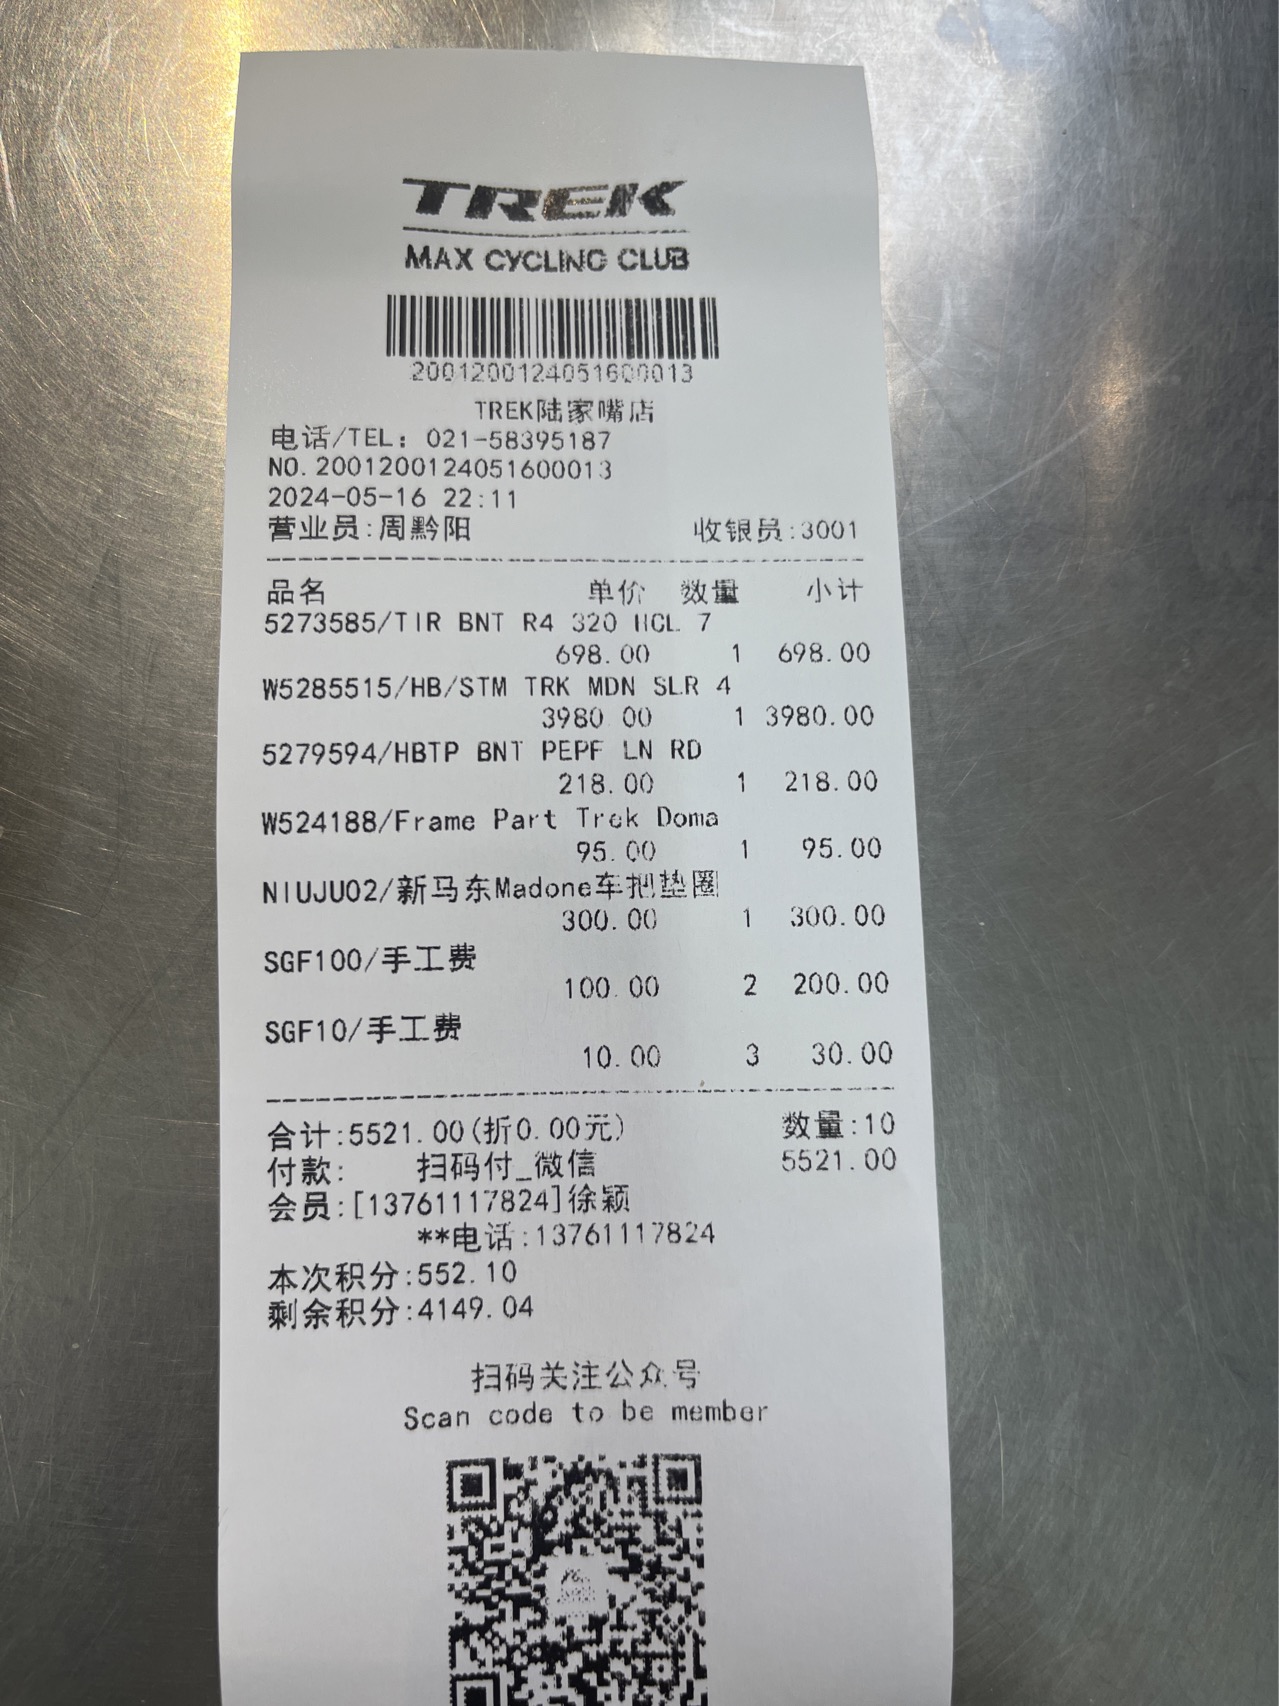 TREK
MAX CYCLING CLUB
2001200124051600013
TREK陆家嘴店
电话/TEL: 021-58395187
NO.2001200124051600013
2024-05-16 22:11
营业员:周黔阳 收银员:3001
品名 单价 数量 小计
5273585/TIR BNT R4 320 HCL 7
698.00 1 698.00
W5285515/HB/STM TRK MDN SLR 4
3980.00 1 3980.00
5279594/HBTP BNT PERF LN RD
218.00 1 218.00
W524188/Frame Part Trek Doma
95.00 1 95.00
NIUJU02/新马东Madone车把垫圈
300.00 1 300.00
SGF100/手工费
100.00 2 200.00
SGF10/手工费
10.00 3 30.00
合计:5521.00(折0.00元) 数量:10
付款: 扫码付_微信 5521.00
会员:[13761117824]徐颖
**电话:13761117824
本次积分:552.10
剩余积分:4149.04
扫码关注公众号
Scan code to be member